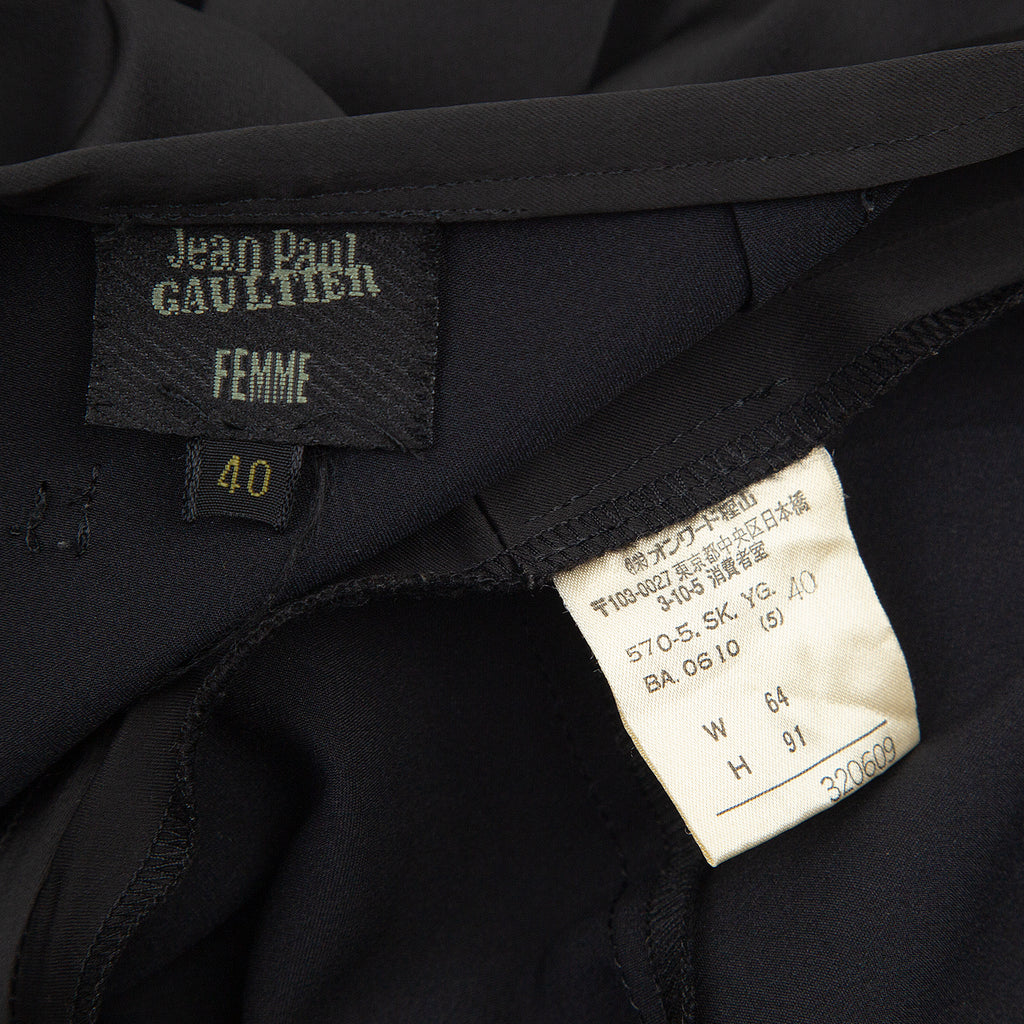 Jean Paul
GAULTIER
FEMME
40
㈱オンワード樫山
〒103-0027 東京都中央区日本橋
3-10-5 消費者室
570-5. SK. YG. 40
BA. 0610 (5)
W 64
H 91
320609